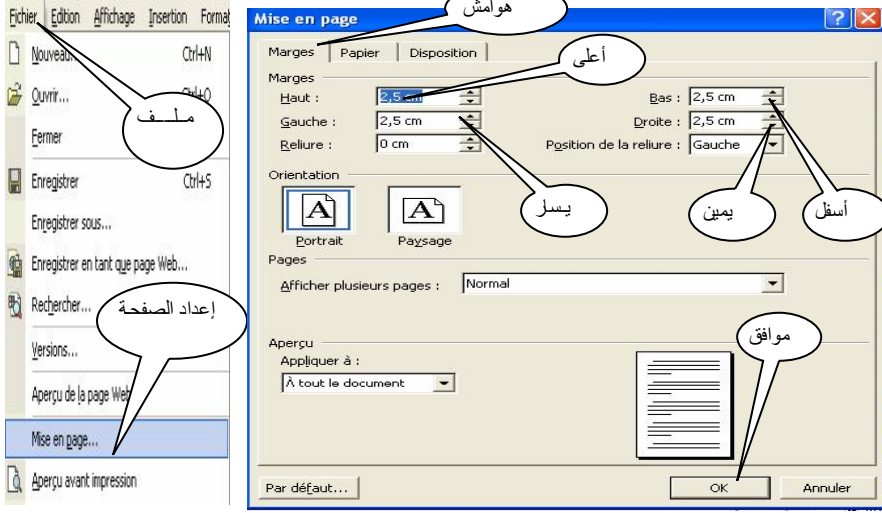 Fichier Edition Affichage Insertion Format
Nouveau... Ctrl+N
Ouvrir... Ctrl+O
مـلـــف
Fermer
Enregistrer Ctrl+S
Enregistrer sous...
Enregistrer en tant que page Web...
Rechercher...
إعداد الصفحة
Versions...
Aperçu de la page Web
Mise en page...
Aperçu avant impression
Mise en page
هوامش
Marges Papier Disposition
أعلى
Marges
Haut : 2,5 cm Bas : 2,5 cm
Gauche : 2,5 cm Droite : 2,5 cm
Reliure : 0 cm Position de la reliure : Gauche
Orientation
يسار يمين أسفل
Portrait Paysage
Pages
Afficher plusieurs pages : Normal
موافق
Aperçu
Appliquer à :
À tout le document
Par défaut... OK Annuler